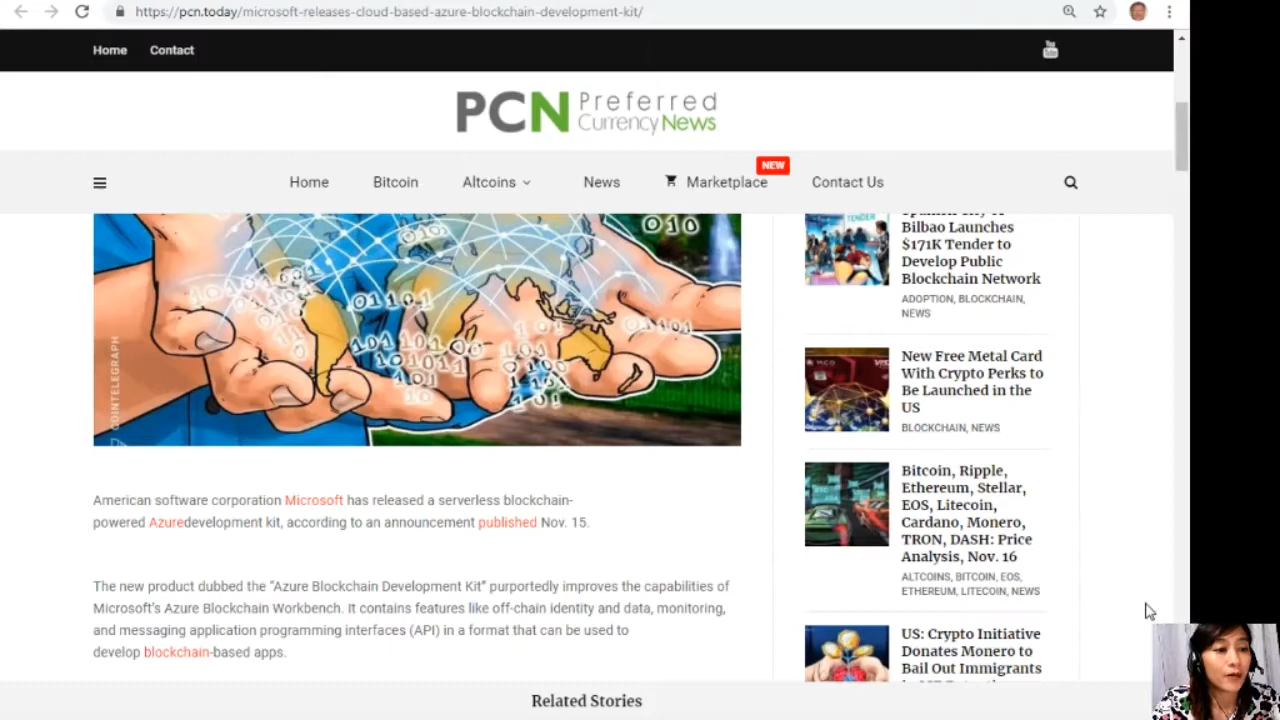 https://pcn.today/microsoft-releases-cloud-based-azure-blockchain-development-kit/
Home Contact
You
Tube
PCN Preferred
CurrencyNews
NEW
Home Bitcoin Altcoins News Marketplace Contact Us
010
01101
COINTELEGRAPH
American software corporation Microsoft has released a serverless blockchain-
powered Azuredevelopment kit, according to an announcement published Nov. 15.
The new product dubbed the “Azure Blockchain Development Kit” purportedly improves the capabilities of
Microsoft’s Azure Blockchain Workbench. It contains features like off-chain identity and data, monitoring,
and messaging application programming interfaces (API) in a format that can be used to
develop blockchain-based apps.
TENDER
Bilbao Launches
$171K Tender to
Develop Public
Blockchain Network
ADOPTION, BLOCKCHAIN,
NEWS
New Free Metal Card
With Crypto Perks to
Be Launched in the
US
BLOCKCHAIN, NEWS
Bitcoin, Ripple,
Ethereum, Stellar,
EOS, Litecoin,
Cardano, Monero,
TRON, DASH: Price
Analysis, Nov. 16
ALTCOINS, BITCOIN, EOS,
ETHEREUM, LITECOIN, NEWS
US: Crypto Initiative
Donates Monero to
Bail Out Immigrants
Related Stories